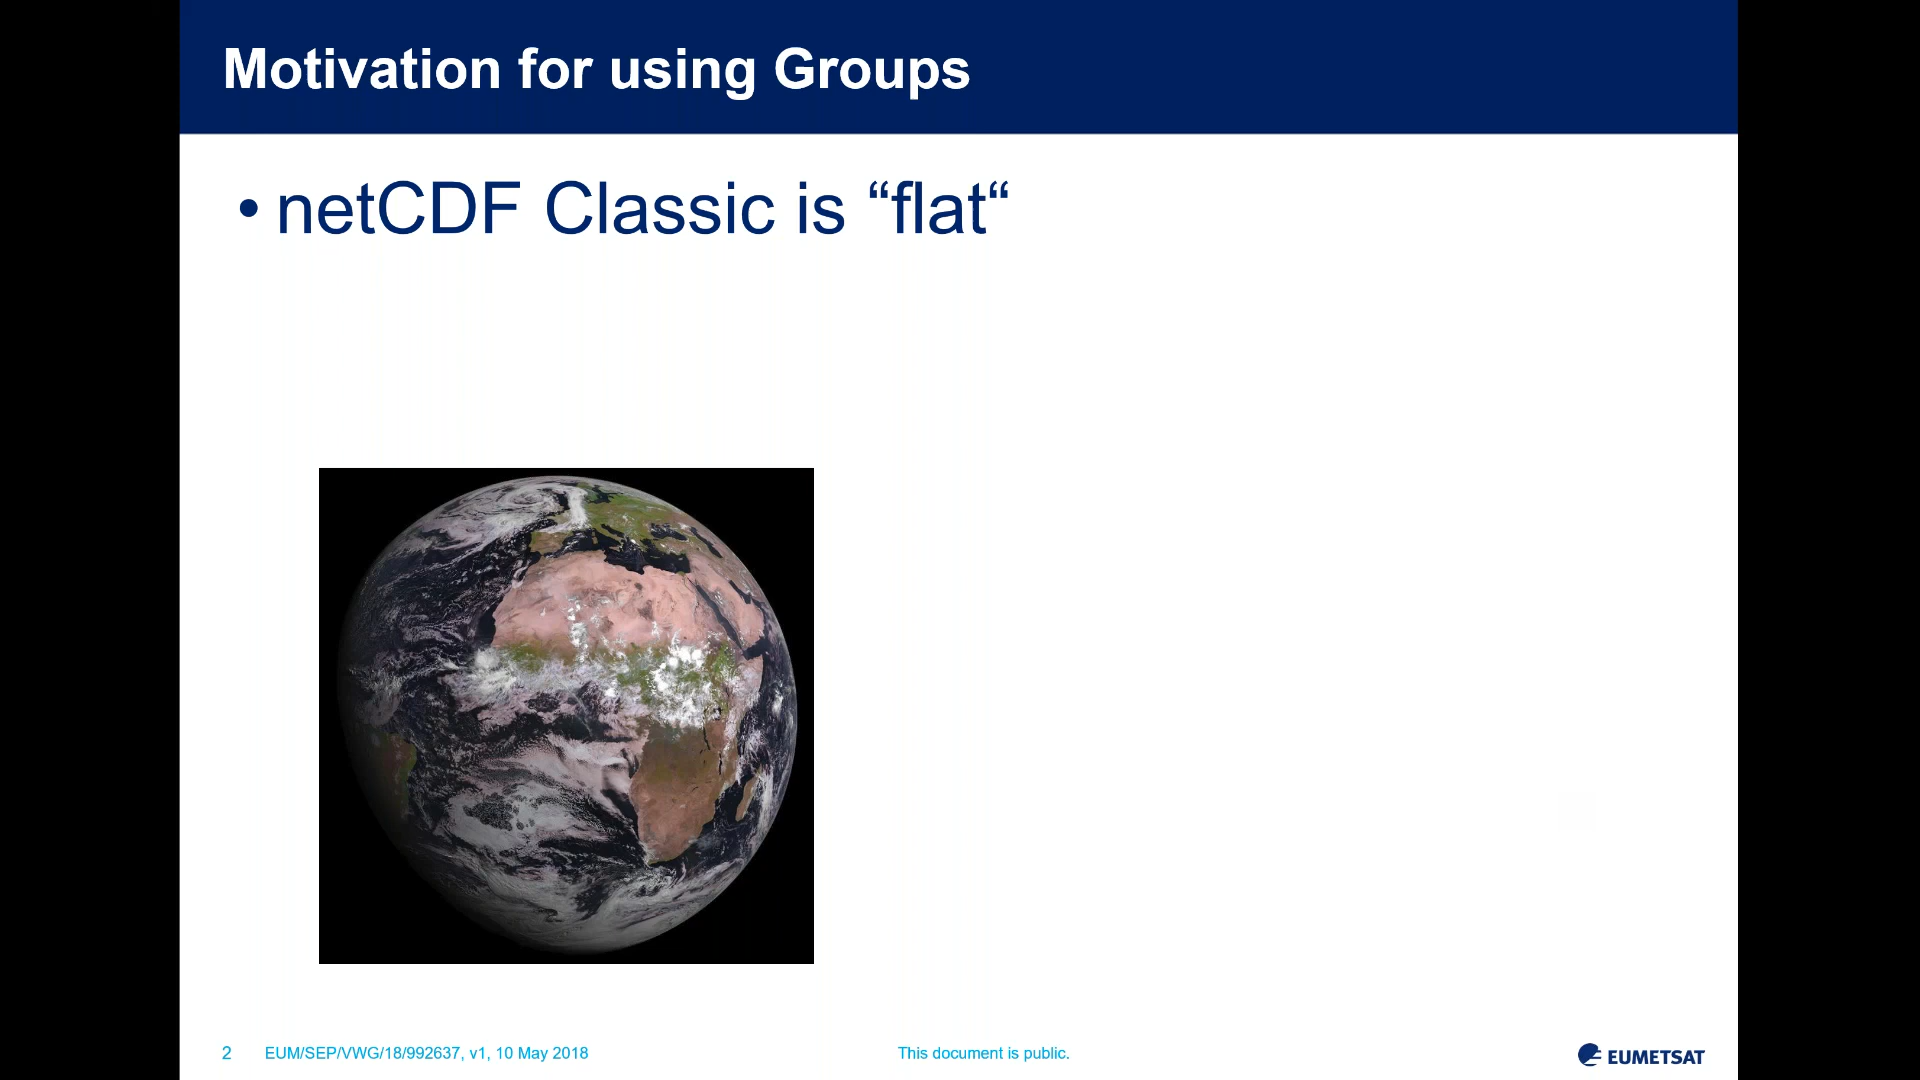 Motivation for using Groups
• netCDF Classic is “flat“
2 EUM/SEP/VWG/18/992637, v1, 10 May 2018 This document is public. EUMETSAT